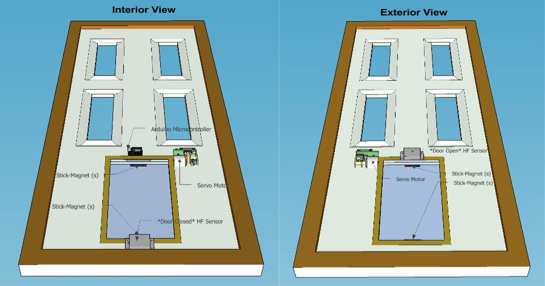 Interior View
Arduino Microcontroller
Stick-Magnet (s)
Servo Motor
Stick-Magnet (s)
*Door Closed* HF Sensor
Exterior View
*Door Open* HF Sensor
Servo Motor
Stick-Magnet (s)
Stick-Magnet (s)